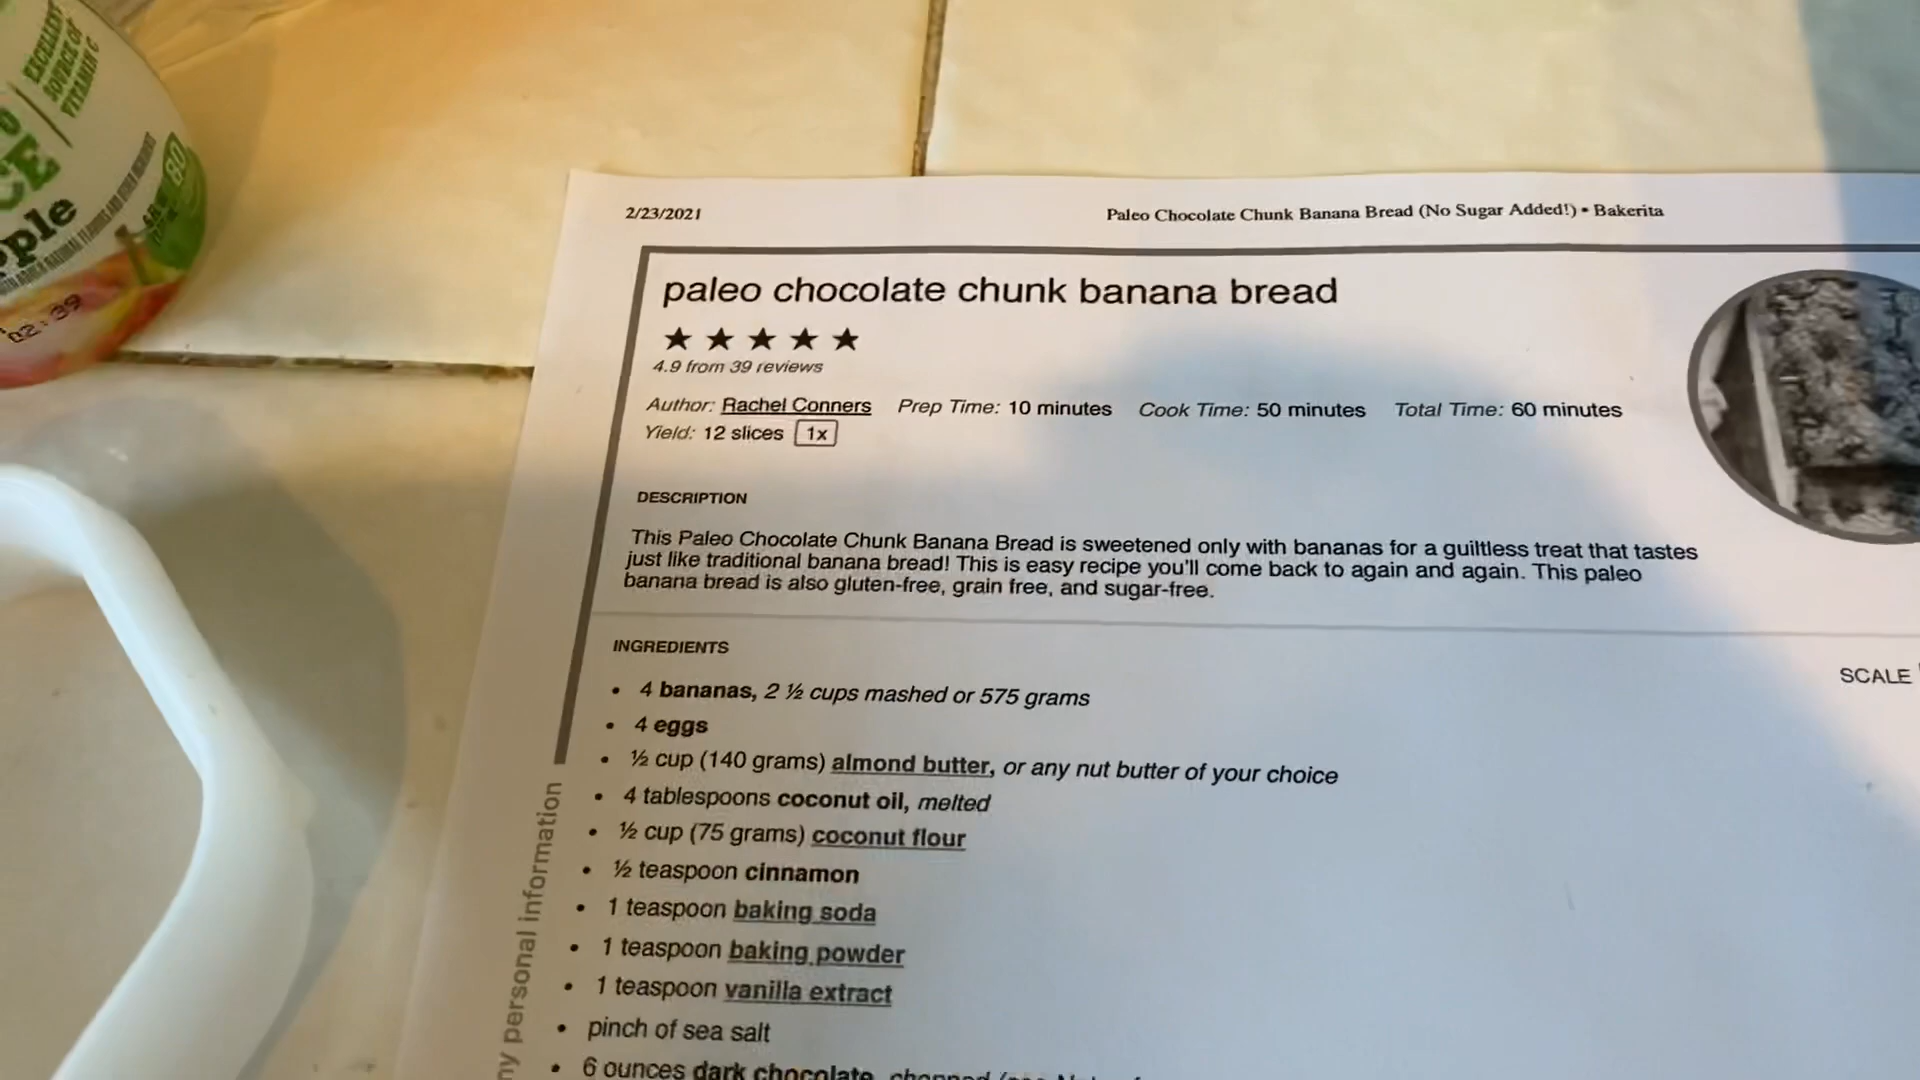 EXCELLENT
SOURCE OF
VITAMIN C
80
02:39
2/23/2021
Paleo Chocolate Chunk Banana Bread (No Sugar Added!) • Bakerita
paleo chocolate chunk banana bread
★ ★ ★ ★ ★
4.9 from 39 reviews
Author: Rachel Conners Prep Time: 10 minutes Cook Time: 50 minutes Total Time: 60 minutes
Yield: 12 slices 1x
DESCRIPTION
This Paleo Chocolate Chunk Banana Bread is sweetened only with bananas for a guiltless treat that tastes
just like traditional banana bread! This is easy recipe you'll come back to again and again. This paleo
banana bread is also gluten-free, grain free, and sugar-free.
INGREDIENTS
SCALE
• 4 bananas, 2 ½ cups mashed or 575 grams
• 4 eggs
• ½ cup (140 grams) almond butter, or any nut butter of your choice
• 4 tablespoons coconut oil, melted
• ½ cup (75 grams) coconut flour
• ½ teaspoon cinnamon
• 1 teaspoon baking soda
• 1 teaspoon baking powder
• 1 teaspoon vanilla extract
• pinch of sea salt
• 6 ounces dark chocolate, chopped
personal information